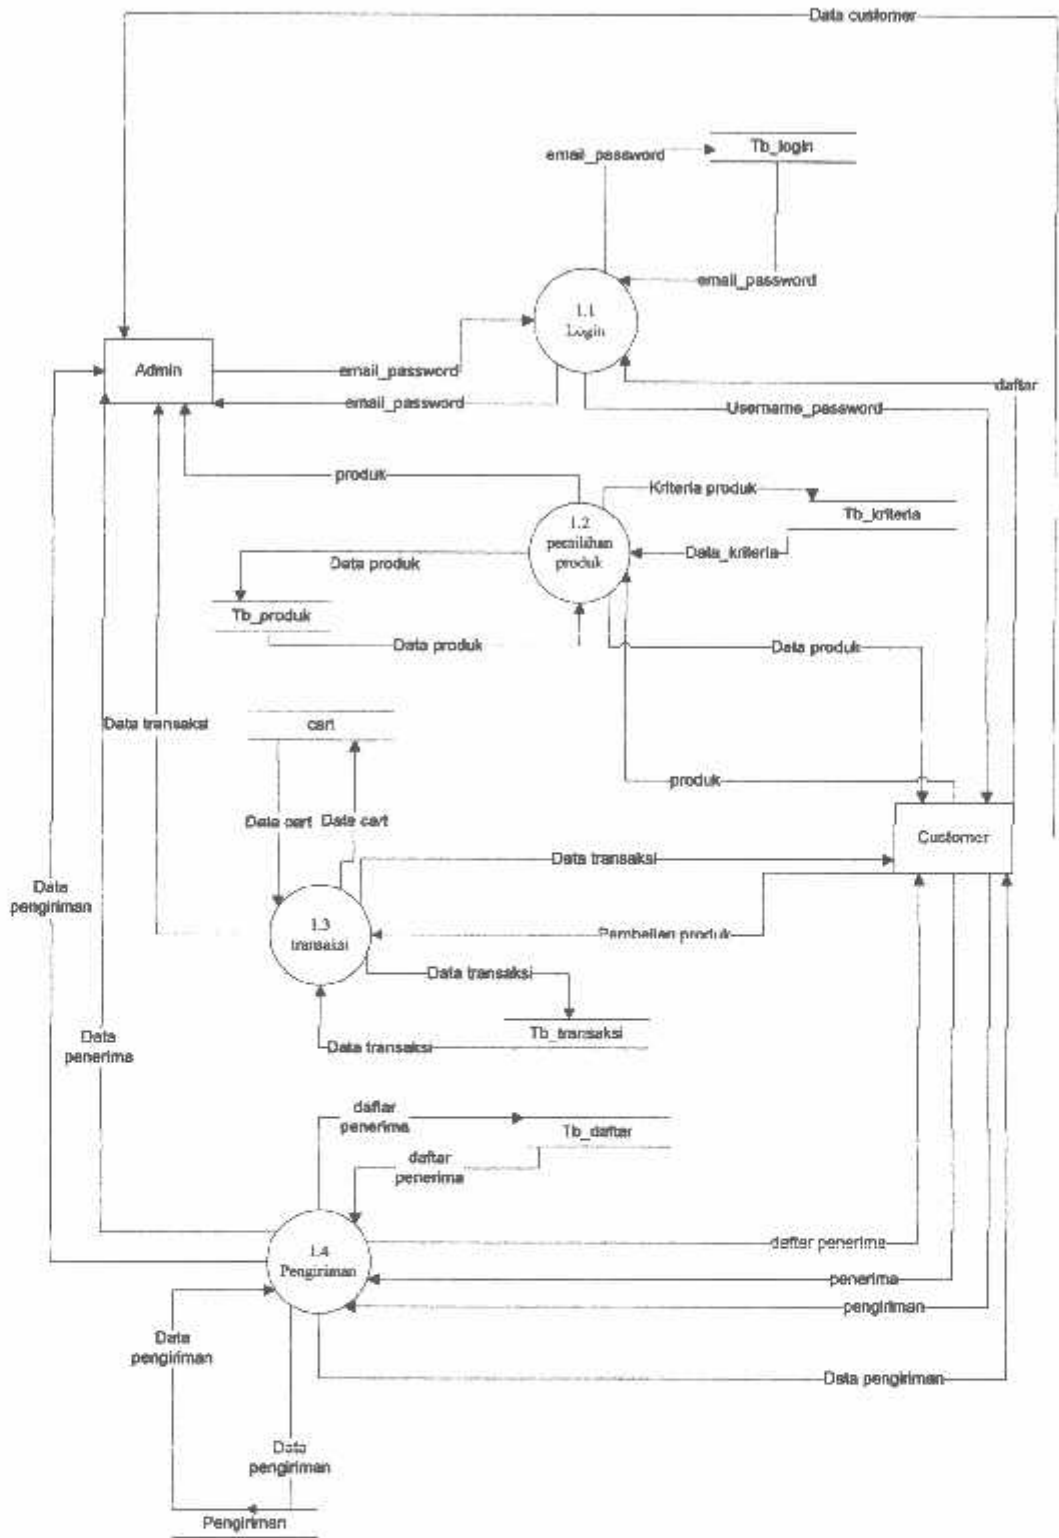 Data customer
email_password
Tb_login
email_password
1.1
Login
Admin
email_password
daftar
email_password
Username_password
produk
Kriteria produk
Tb_kriteria
1.2
pemilihan
produk
Data_kriteria
Data produk
Tb_produk
Data produk
Data produk
cart
Data transaksi
produk
Data cart
Data cart
Customer
Data transaksi
Data
pengiriman
1.3
transaksi
Pembelian produk
Data transaksi
Tb_transaksi
Data transaksi
Data
penerima
daftar
penerima
Tb_daftar
daftar
penerima
1.4
Pengiriman
daftar penerima
penerima
pengiriman
Data
pengiriman
Data pengiriman
Data
pengiriman
Pengiriman